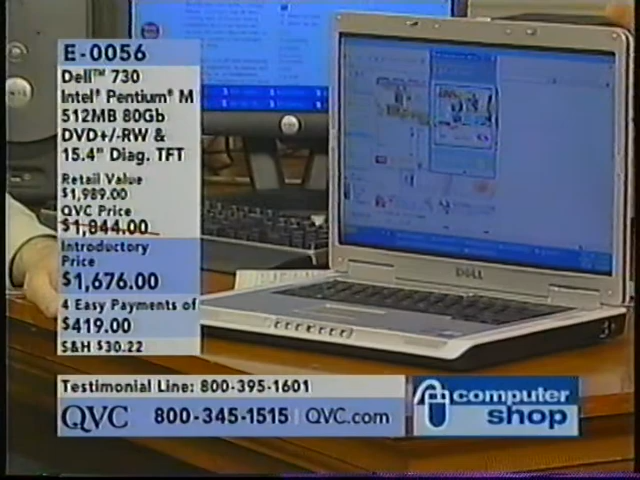 E-0056
Dell™ 730
Intel® Pentium® M
512MB 80Gb
DVD+/-RW &
15.4" Diag. TFT
Retail Value
$1,989.00
QVC Price
$1,844.00
Introductory
Price
$1,676.00
4 Easy Payments of
$419.00
S&H $30.22
DELL
Testimonial Line: 800-395-1601
QVC 800-345-1515 | QVC.com
computer
shop